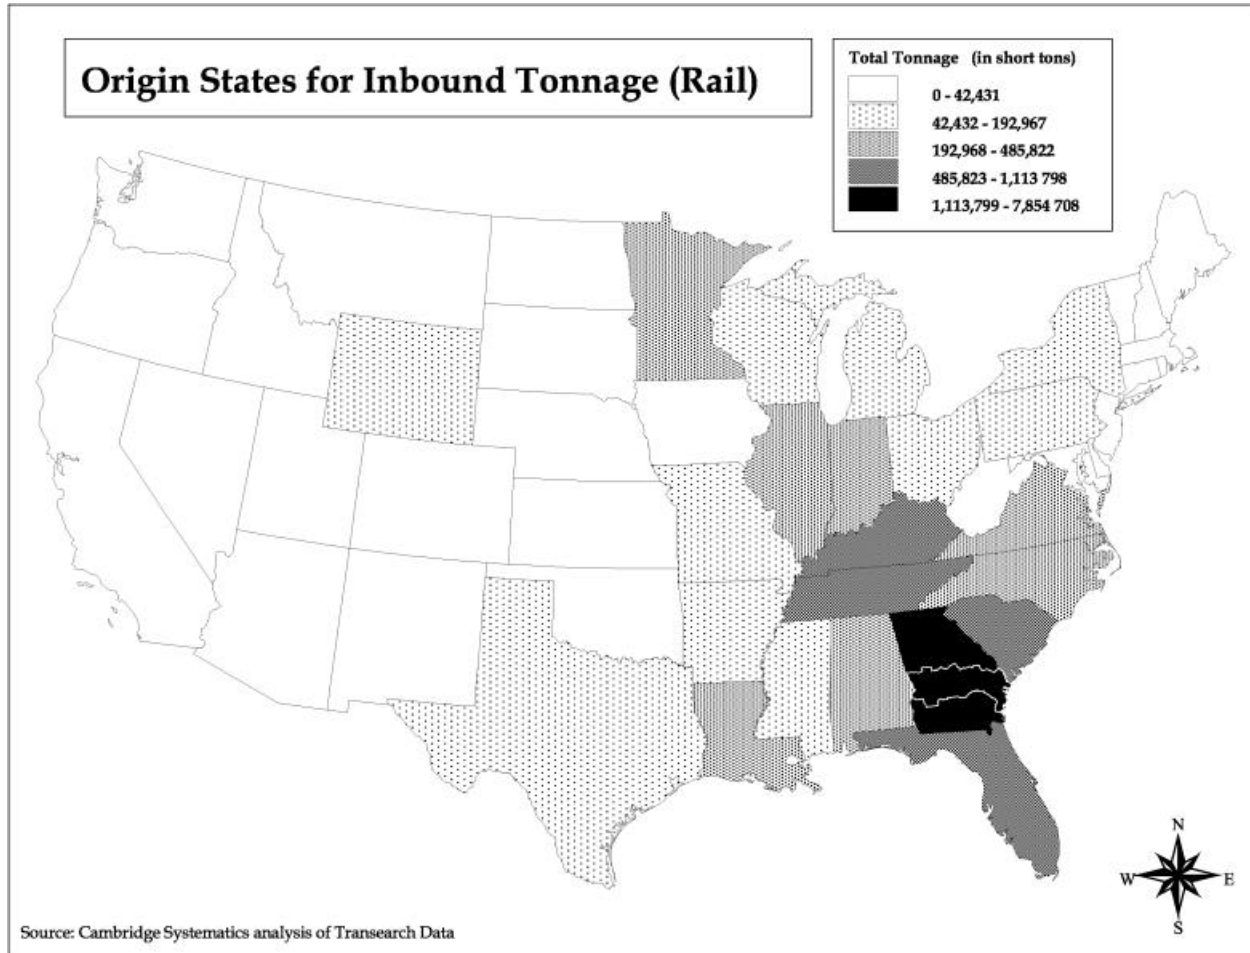 Origin States for Inbound Tonnage (Rail)
Total Tonnage (in short tons)
0 - 42,431
42,432 - 192,967
192,968 - 485,822
485,823 - 1,113 798
1,113,799 - 7,854 708
N
W E
S
Source: Cambridge Systematics analysis of Transearch Data